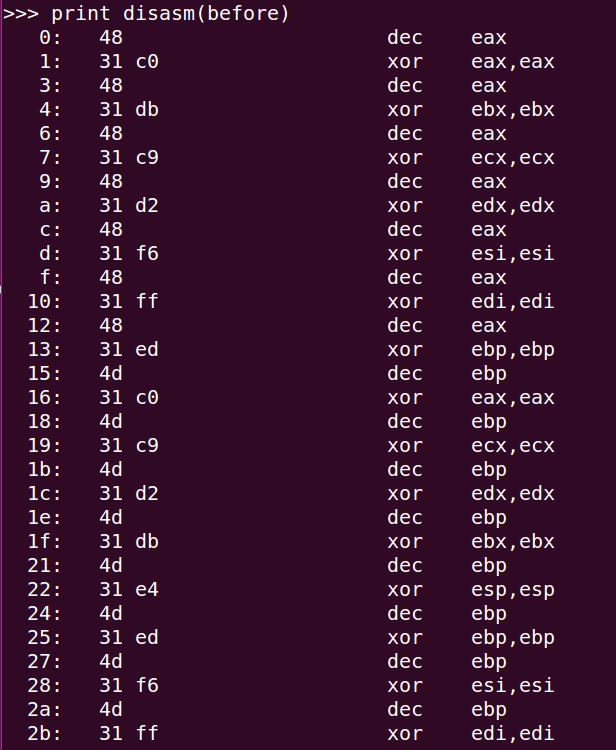 >>> print disasm(before)
0: 48 dec eax
1: 31 c0 xor eax,eax
3: 48 dec eax
4: 31 db xor ebx,ebx
6: 48 dec eax
7: 31 c9 xor ecx,ecx
9: 48 dec eax
a: 31 d2 xor edx,edx
c: 48 dec eax
d: 31 f6 xor esi,esi
f: 48 dec eax
10: 31 ff xor edi,edi
12: 48 dec eax
13: 31 ed xor ebp,ebp
15: 4d dec ebp
16: 31 c0 xor eax,eax
18: 4d dec ebp
19: 31 c9 xor ecx,ecx
1b: 4d dec ebp
1c: 31 d2 xor edx,edx
1e: 4d dec ebp
1f: 31 db xor ebx,ebx
21: 4d dec ebp
22: 31 e4 xor esp,esp
24: 4d dec ebp
25: 31 ed xor ebp,ebp
27: 4d dec ebp
28: 31 f6 xor esi,esi
2a: 4d dec ebp
2b: 31 ff xor edi,edi